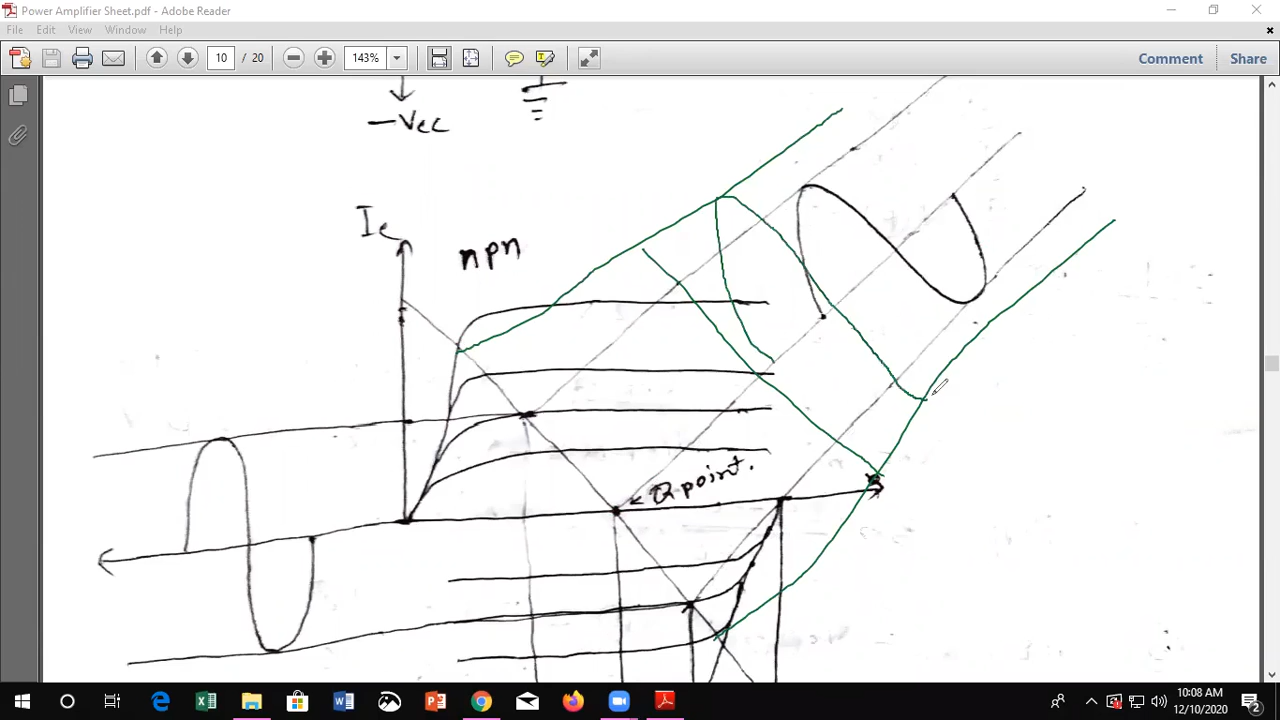 Power Amplifier Sheet.pdf - Adobe Reader
File Edit View Window Help
10 / 20 143% Comment Share
-Vcc
Ic
npn
Q point.
10:08 AM
12/10/2020
2